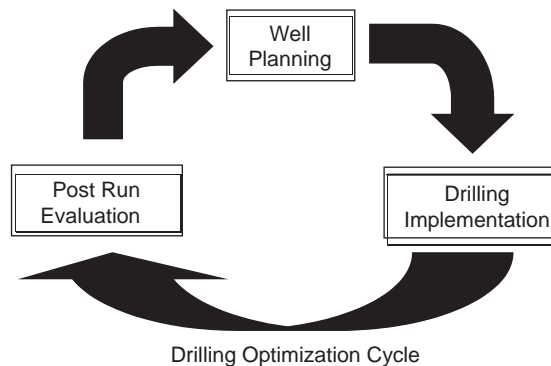 Well
Planning
Drilling
Implementation
Post Run
Evaluation
Drilling Optimization Cycle